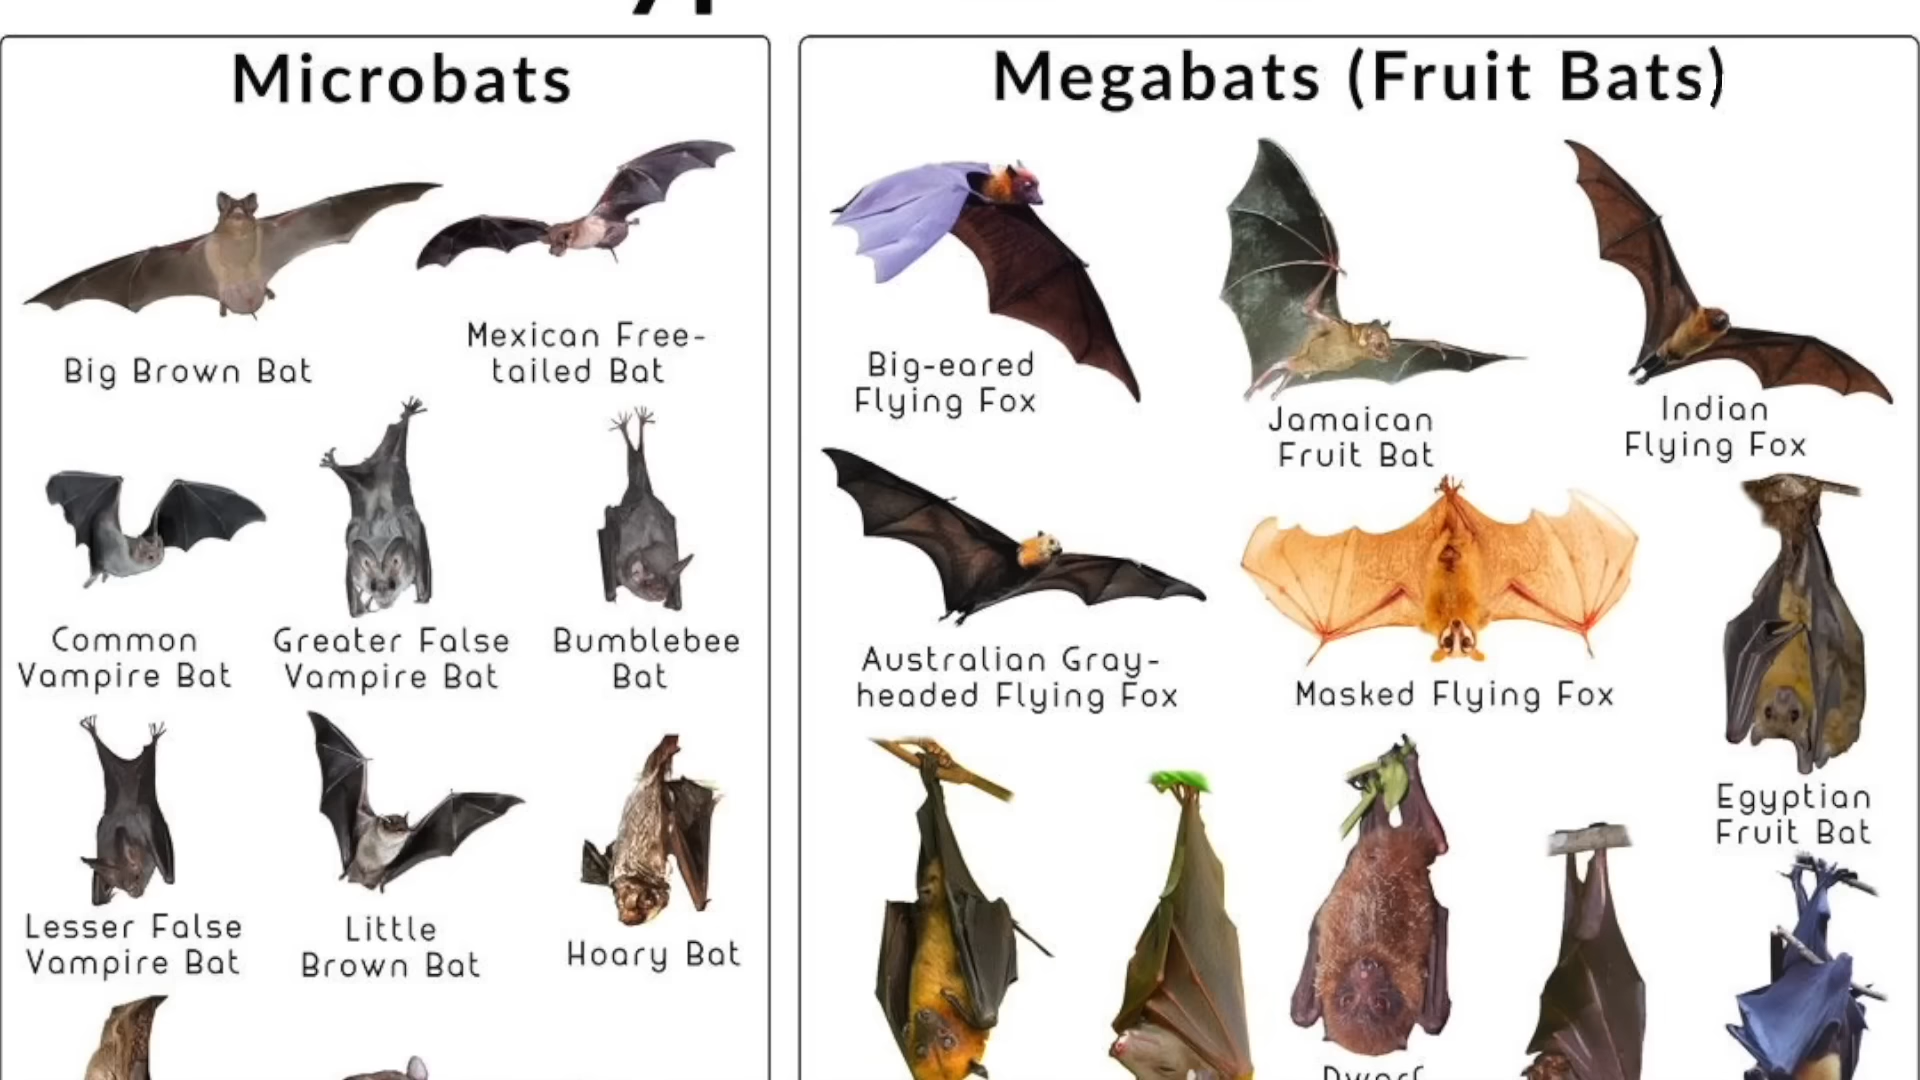 Microbats
Big Brown Bat
Mexican Free-
tailed Bat
Common
Vampire Bat
Greater False
Vampire Bat
Bumblebee
Bat
Lesser False
Vampire Bat
Little
Brown Bat
Hoary Bat
Megabats (Fruit Bats)
Big-eared
Flying Fox
Jamaican
Fruit Bat
Indian
Flying Fox
Australian Gray-
headed Flying Fox
Masked Flying Fox
Egyptian
Fruit Bat
Dwarf